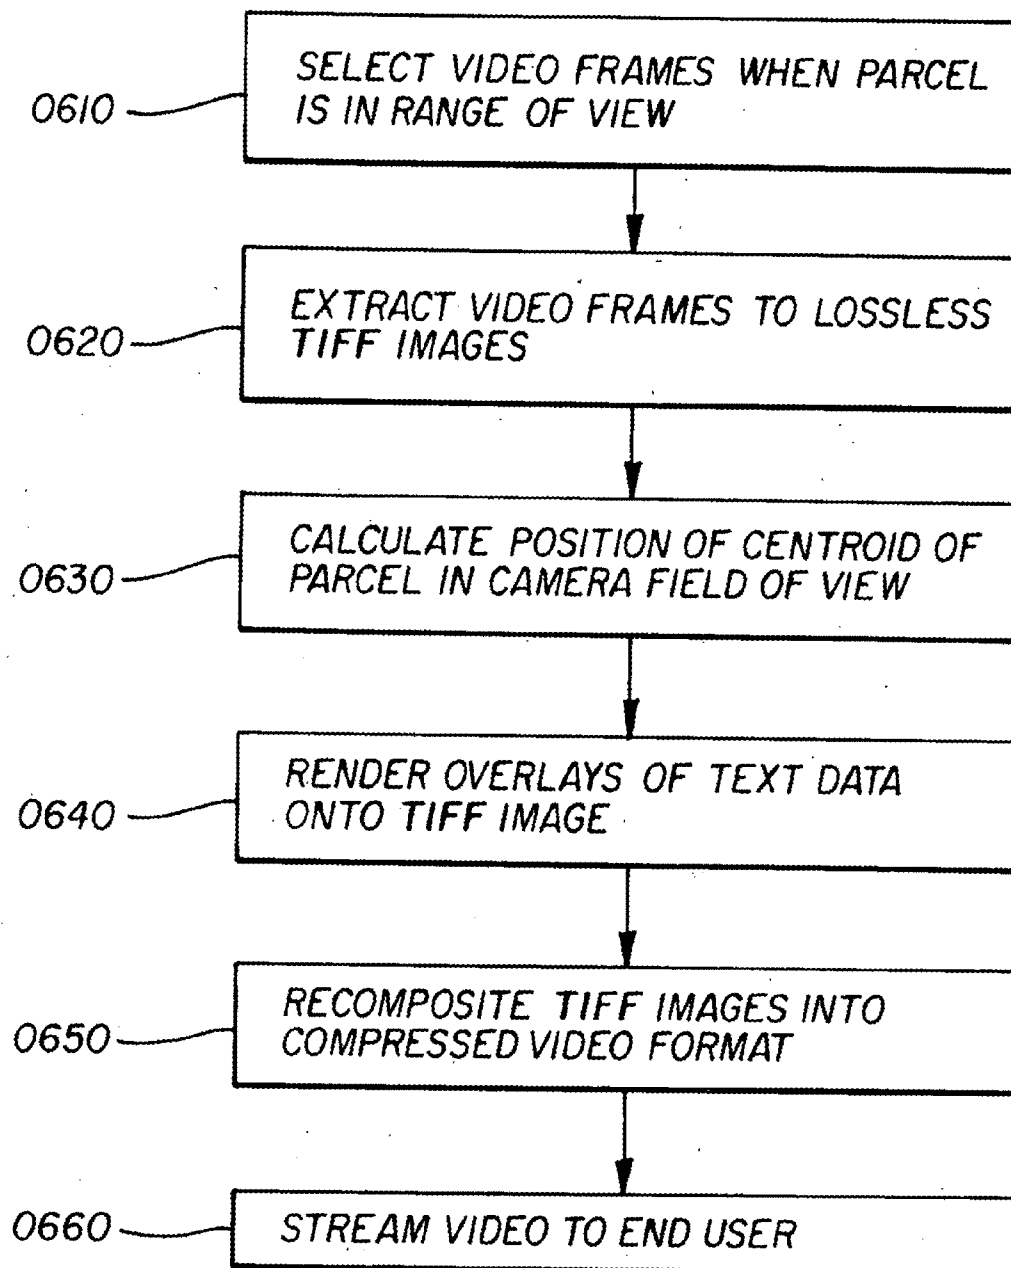 SELECT VIDEO FRAMES WHEN PARCEL
IS IN RANGE OF VIEW
0610
EXTRACT VIDEO FRAMES TO LOSSLESS
TIFF IMAGES
0620
CALCULATE POSITION OF CENTROID OF
PARCEL IN CAMERA FIELD OF VIEW
0630
RENDER OVERLAYS OF TEXT DATA
ONTO TIFF IMAGE
0640
RECOMPOSITE TIFF IMAGES INTO
COMPRESSED VIDEO FORMAT
0650
STREAM VIDEO TO END USER
0660